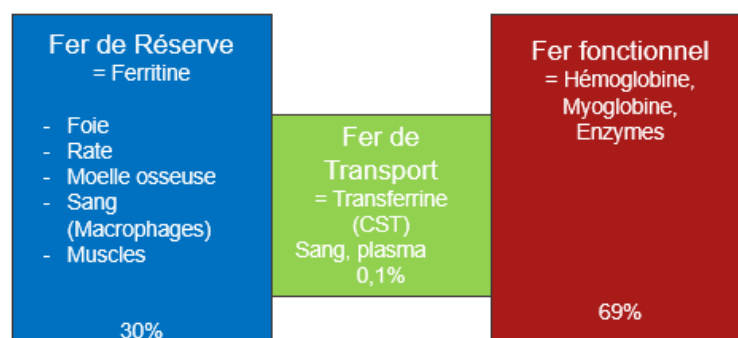 Fer de Réserve
= Ferritine
- Foie
- Rate
- Moelle osseuse
- Sang
(Macrophages)
- Muscles
30%
Fer de
Transport
= Transferrine
(CST)
Sang, plasma
0,1%
Fer fonctionnel
= Hémoglobine,
Myoglobine,
Enzymes
69%